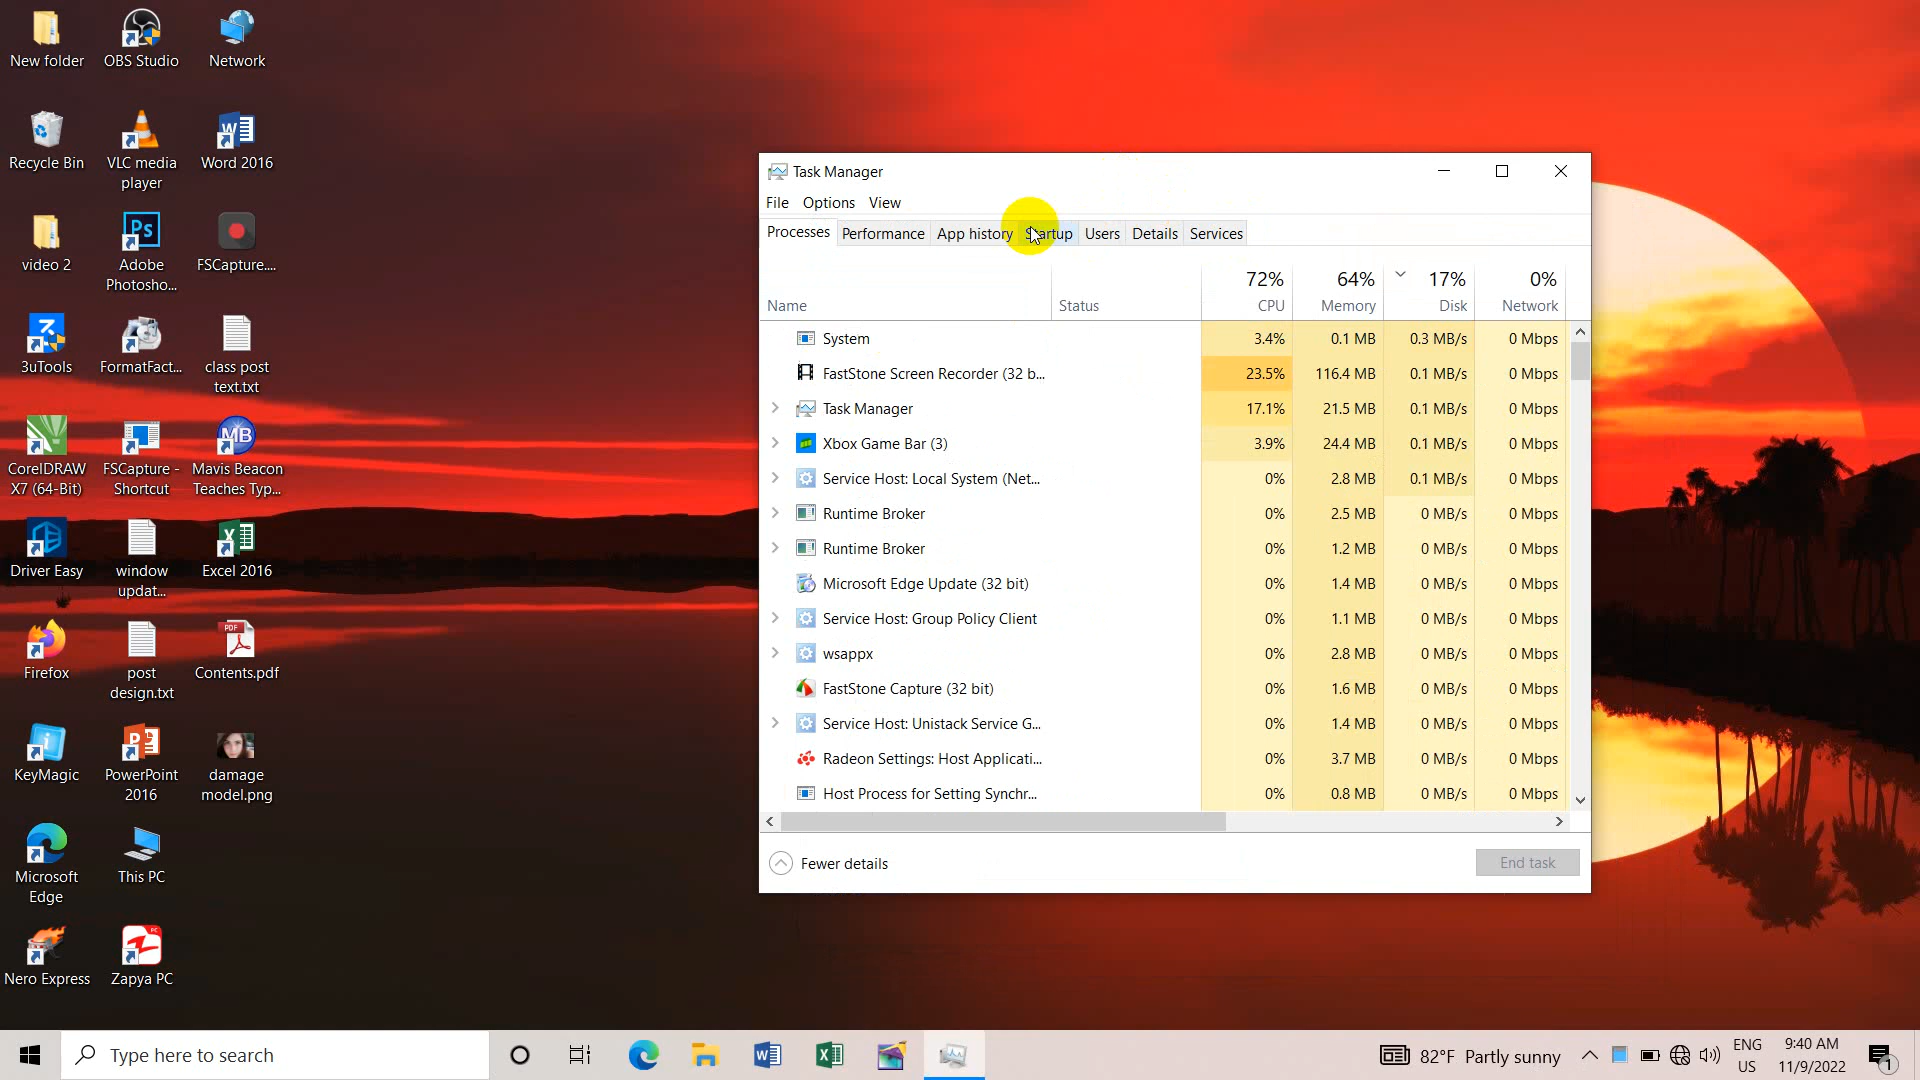 New folder
OBS Studio
Network
Recycle Bin
VLC media
player
Word 2016
video 2
Adobe
Photosho...
FSCapture....
3uTools
FormatFact...
class post
text.txt
CorelDRAW
X7 (64-Bit)
FSCapture -
Shortcut
Mavis Beacon
Teaches Typ...
Driver Easy
window
updat...
Excel 2016
Firefox
post
design.txt
Contents.pdf
KeyMagic
PowerPoint
2016
damage
model.png
Microsoft
Edge
This PC
Nero Express
Zapya PC
Task Manager
File Options View
Processes Performance App history Startup Users Details Services
72% 64% 17% 0%
Name Status CPU Memory Disk Network
System 3.4% 0.1 MB 0.3 MB/s 0 Mbps
FastStone Screen Recorder (32 b... 23.5% 116.4 MB 0.1 MB/s 0 Mbps
Task Manager 17.1% 21.5 MB 0.1 MB/s 0 Mbps
Xbox Game Bar (3) 3.9% 24.4 MB 0.1 MB/s 0 Mbps
Service Host: Local System (Net... 0% 2.8 MB 0.1 MB/s 0 Mbps
Runtime Broker 0% 2.5 MB 0 MB/s 0 Mbps
Runtime Broker 0% 1.2 MB 0 MB/s 0 Mbps
Microsoft Edge Update (32 bit) 0% 1.4 MB 0 MB/s 0 Mbps
Service Host: Group Policy Client 0% 1.1 MB 0 MB/s 0 Mbps
wsappx 0% 2.8 MB 0 MB/s 0 Mbps
FastStone Capture (32 bit) 0% 1.6 MB 0 MB/s 0 Mbps
Service Host: Unistack Service G... 0% 1.4 MB 0 MB/s 0 Mbps
Radeon Settings: Host Applicati... 0% 3.7 MB 0 MB/s 0 Mbps
Host Process for Setting Synchr... 0% 0.8 MB 0 MB/s 0 Mbps
Fewer details
End task
Type here to search
82°F Partly sunny
ENG
US
9:40 AM
11/9/2022
1